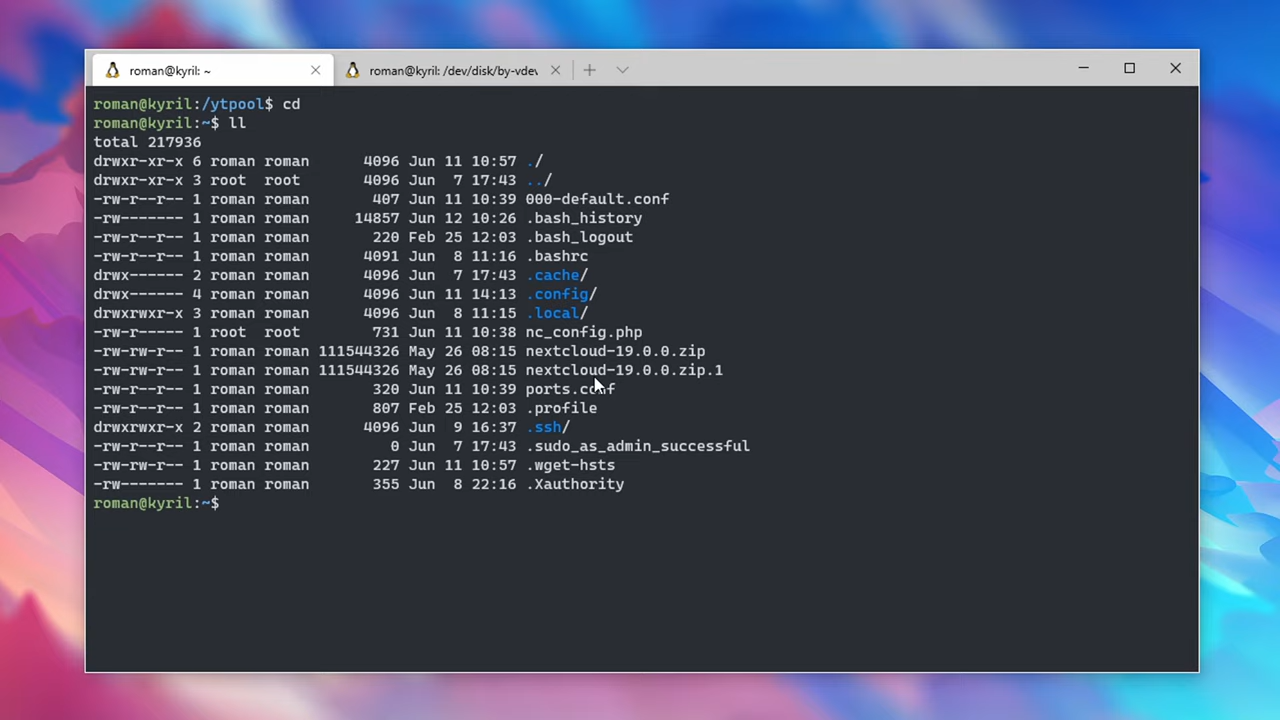 roman@kyril: ~
roman@kyril: /dev/disk/by-vdev
roman@kyril:/ytpool$ cd
roman@kyril:~$ ll
total 217936
drwxr-xr-x 6 roman roman      4096 Jun 11 10:57 ./
drwxr-xr-x 3 root  root       4096 Jun  7 17:43 ../
-rw-r--r-- 1 roman roman       407 Jun 11 10:39 000-default.conf
-rw------- 1 roman roman     14857 Jun 12 10:26 .bash_history
-rw-r--r-- 1 roman roman       220 Feb 25 12:03 .bash_logout
-rw-r--r-- 1 roman roman      4091 Jun  8 11:16 .bashrc
drwx------ 2 roman roman      4096 Jun  7 17:43 .cache/
drwx------ 4 roman roman      4096 Jun 11 14:13 .config/
drwxrwxr-x 3 roman roman      4096 Jun  8 11:15 .local/
-rw-r----- 1 root  root        731 Jun 11 10:38 nc_config.php
-rw-rw-r-- 1 roman roman 111544326 May 26 08:15 nextcloud-19.0.0.zip
-rw-rw-r-- 1 roman roman 111544326 May 26 08:15 nextcloud-19.0.0.zip.1
-rw-r--r-- 1 roman roman       320 Jun 11 10:39 ports.conf
-rw-r--r-- 1 roman roman       807 Feb 25 12:03 .profile
drwxrwxr-x 2 roman roman      4096 Jun  9 16:37 .ssh/
-rw-r--r-- 1 roman roman         0 Jun  7 17:43 .sudo_as_admin_successful
-rw-rw-r-- 1 roman roman       227 Jun 11 10:57 .wget-hsts
-rw------- 1 roman roman       355 Jun  8 22:16 .Xauthority
roman@kyril:~$